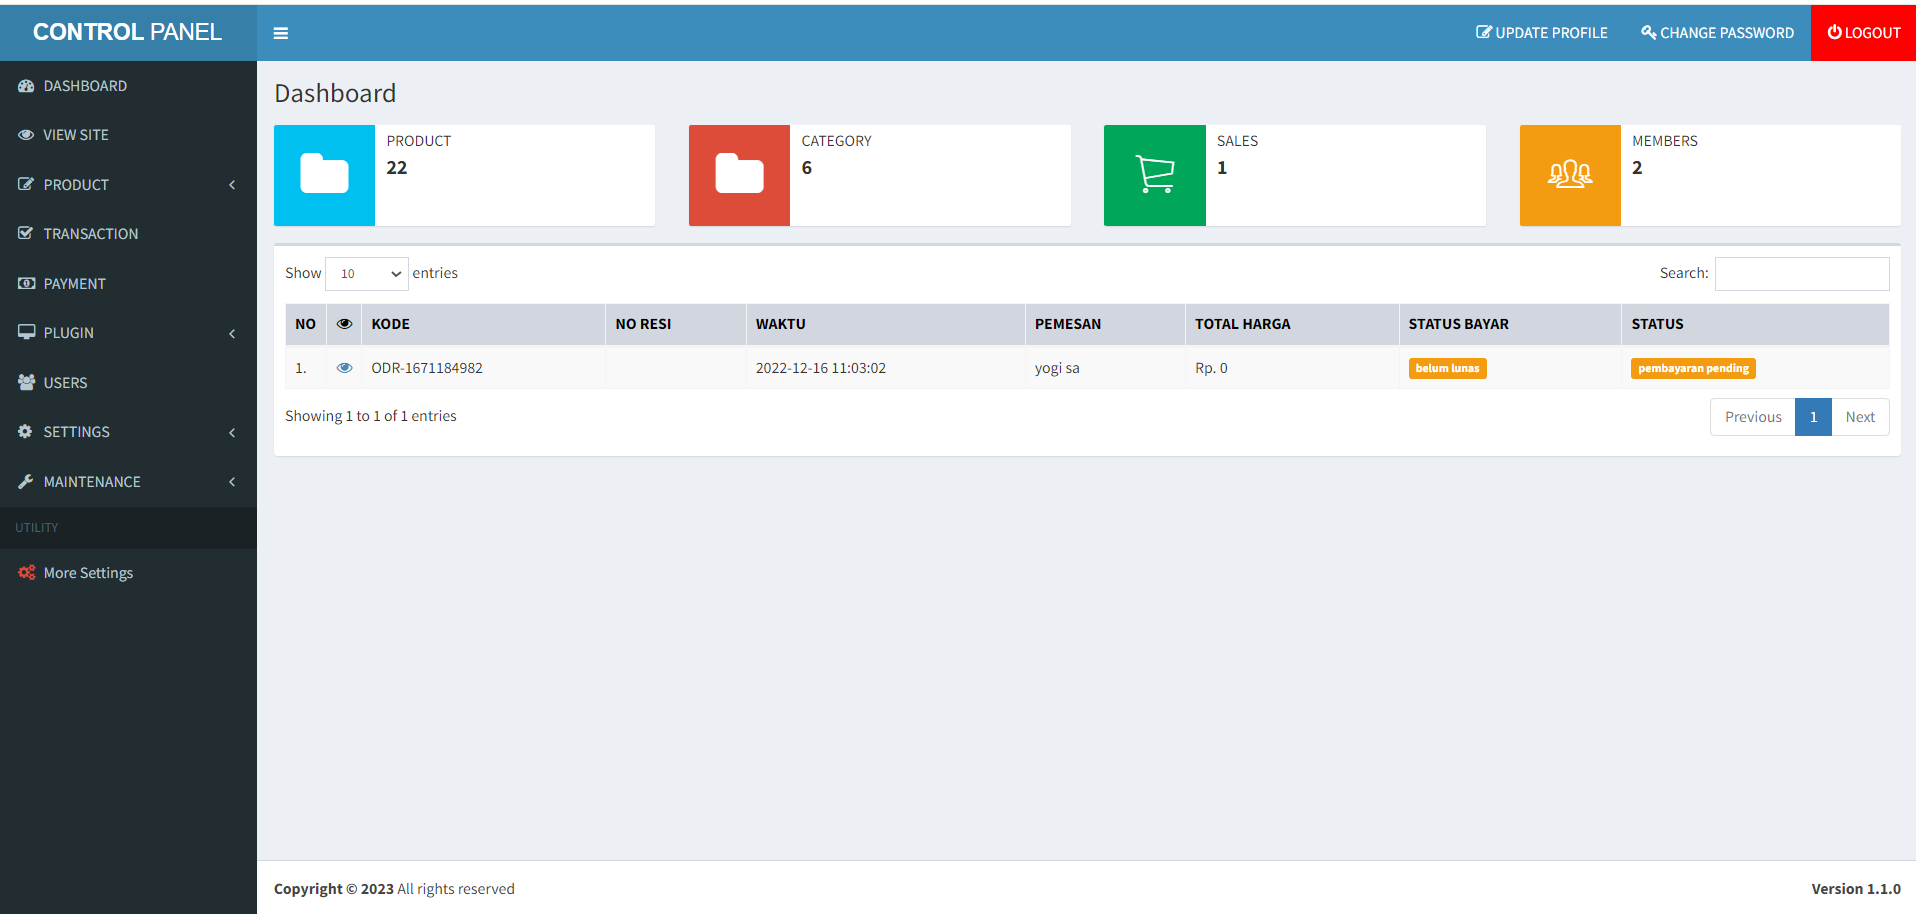 CONTROL PANEL
UPDATE PROFILE CHANGE PASSWORD LOGOUT
DASHBOARD
VIEW SITE
PRODUCT
TRANSACTION
PAYMENT
PLUGIN
USERS
SETTINGS
MAINTENANCE
UTILITY
More Settings
Dashboard
PRODUCT
22
CATEGORY
6
SALES
1
MEMBERS
2
Show 10 entries
Search:
NO KODE NO RESI WAKTU PEMESAN TOTAL HARGA STATUS BAYAR STATUS
1. ODR-1671184982 2022-12-16 11:03:02 yogi sa Rp. 0 belum lunas pembayaran pending
Showing 1 to 1 of 1 entries
Previous 1 Next
Copyright © 2023 All rights reserved
Version 1.1.0